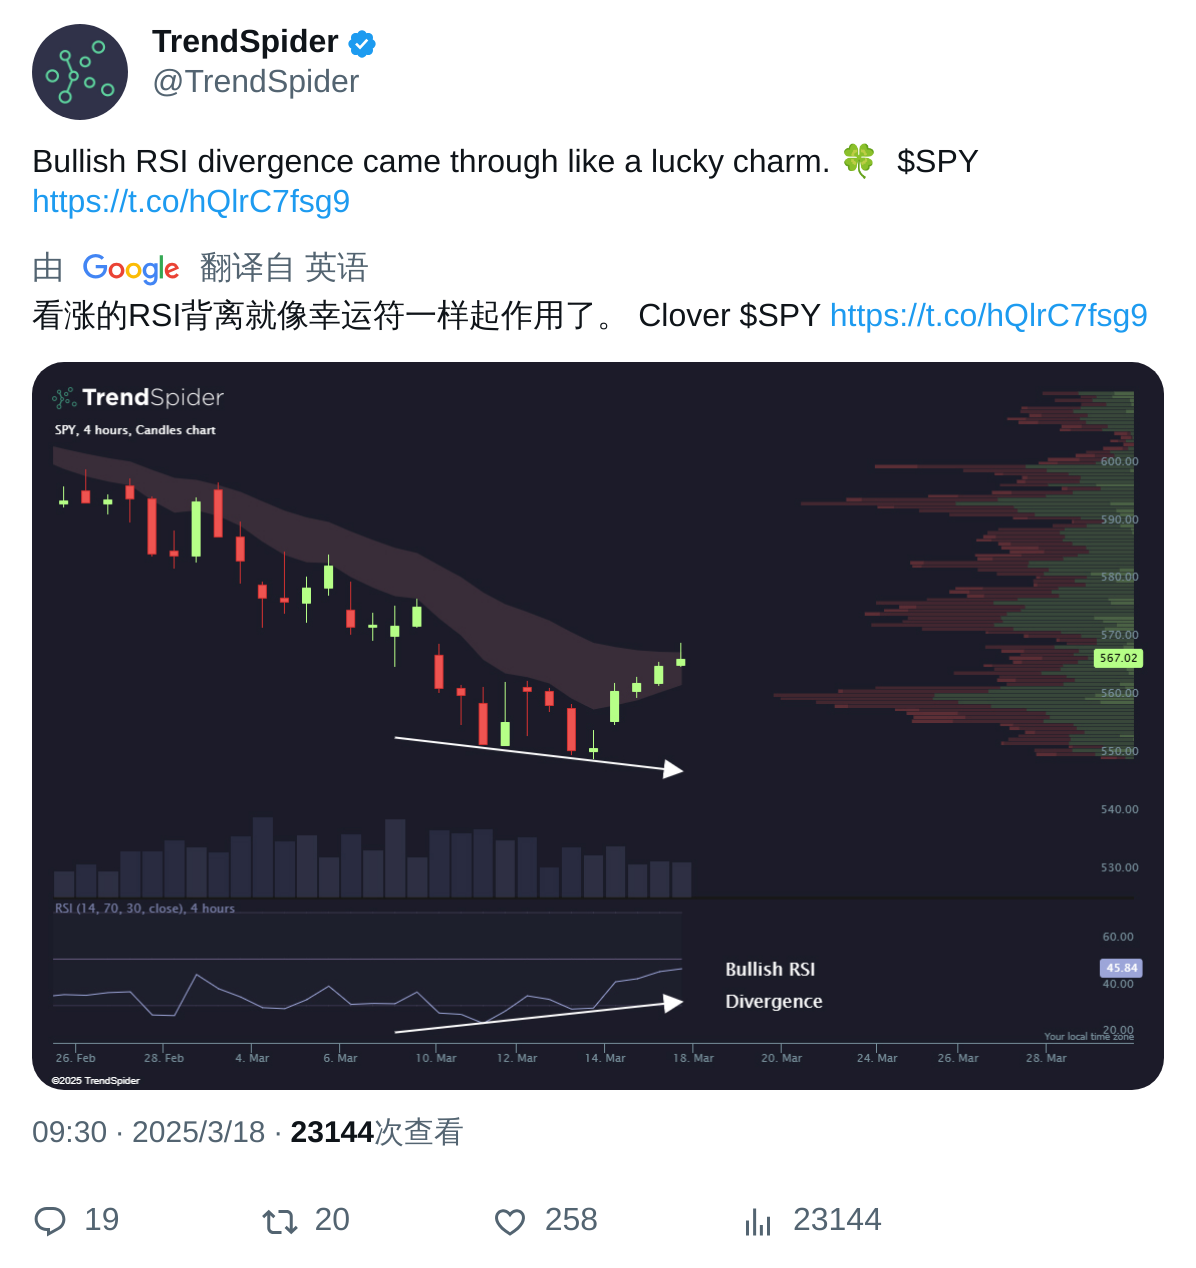 TrendSpider
@TrendSpider
Bullish RSI divergence came through like a lucky charm. 🍀 $SPY
https://t.co/hQlrC7fsg9
由 Google 翻译自 英语
看涨的RSI背离就像幸运符一样起作用了。 Clover $SPY https://t.co/hQlrC7fsg9
TrendSpider
SPY, 4 hours, Candles chart
600.00
590.00
580.00
570.00
567.02
560.00
550.00
540.00
530.00
RSI (14, 70, 30, close), 4 hours
60.00
Bullish RSI
45.84
40.00
Divergence
20.00
Your local time zone
26. Feb 28. Feb 4. Mar 6. Mar 10. Mar 12. Mar 14. Mar 18. Mar 20. Mar 24. Mar 26. Mar 28. Mar
©2025 TrendSpider
09:30 · 2025/3/18 · 23144次查看
19 20 258 23144